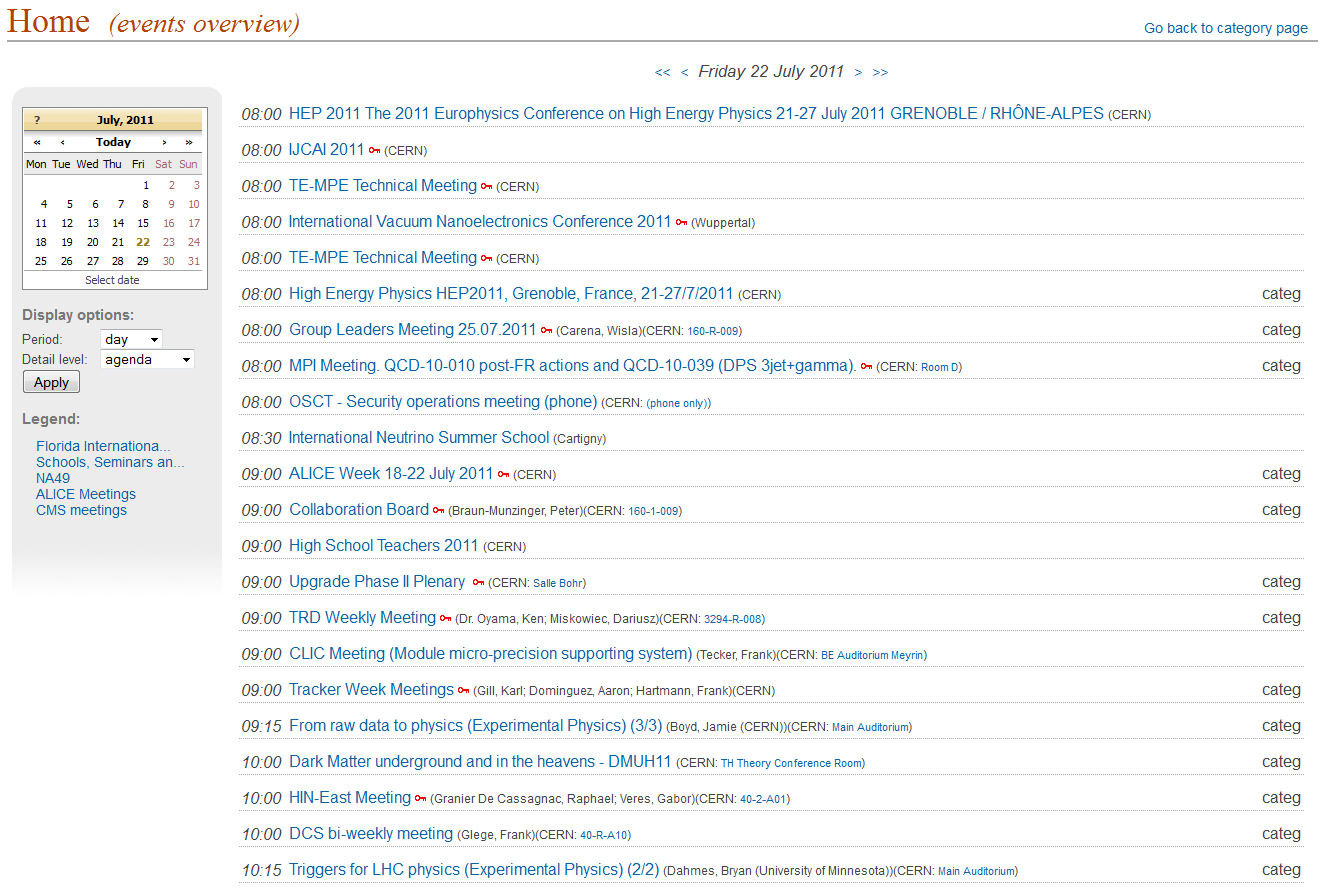 Home (events overview)
Go back to category page
<< < Friday 22 July 2011 > >>
? July, 2011
« ‹ Today › »
Mon Tue Wed Thu Fri Sat Sun
1 2 3
4 5 6 7 8 9 10
11 12 13 14 15 16 17
18 19 20 21 22 23 24
25 26 27 28 29 30 31
Select date
Display options:
Period: day
Detail level: agenda
Apply
Legend:
Florida Internationa...
Schools, Seminars an...
NA49
ALICE Meetings
CMS meetings
08:00 HEP 2011 The 2011 Europhysics Conference on High Energy Physics 21-27 July 2011 GRENOBLE / RHÔNE-ALPES (CERN)
08:00 IJCAI 2011 (CERN)
08:00 TE-MPE Technical Meeting (CERN)
08:00 International Vacuum Nanoelectronics Conference 2011 (Wuppertal)
08:00 TE-MPE Technical Meeting (CERN)
08:00 High Energy Physics HEP2011, Grenoble, France, 21-27/7/2011 (CERN) categ
08:00 Group Leaders Meeting 25.07.2011 (Carena, Wisla)(CERN: 160-R-009) categ
08:00 MPI Meeting. QCD-10-010 post-FR actions and QCD-10-039 (DPS 3jet+gamma). (CERN: Room D) categ
08:00 OSCT - Security operations meeting (phone) (CERN: (phone only))
08:30 International Neutrino Summer School (Cartigny)
09:00 ALICE Week 18-22 July 2011 (CERN) categ
09:00 Collaboration Board (Braun-Munzinger, Peter)(CERN: 160-1-009) categ
09:00 High School Teachers 2011 (CERN)
09:00 Upgrade Phase II Plenary (CERN: Salle Bohr) categ
09:00 TRD Weekly Meeting (Dr. Oyama, Ken; Miskowiec, Dariusz)(CERN: 3294-R-008) categ
09:00 CLIC Meeting (Module micro-precision supporting system) (Tecker, Frank)(CERN: BE Auditorium Meyrin)
09:00 Tracker Week Meetings (Gill, Karl; Dominguez, Aaron; Hartmann, Frank)(CERN) categ
09:15 From raw data to physics (Experimental Physics) (3/3) (Boyd, Jamie (CERN))(CERN: Main Auditorium) categ
10:00 Dark Matter underground and in the heavens - DMUH11 (CERN: TH Theory Conference Room) categ
10:00 HIN-East Meeting (Granier De Cassagnac, Raphael; Veres, Gabor)(CERN: 40-2-A01) categ
10:00 DCS bi-weekly meeting (Glege, Frank)(CERN: 40-R-A10) categ
10:15 Triggers for LHC physics (Experimental Physics) (2/2) (Dahmes, Bryan (University of Minnesota))(CERN: Main Auditorium) categ